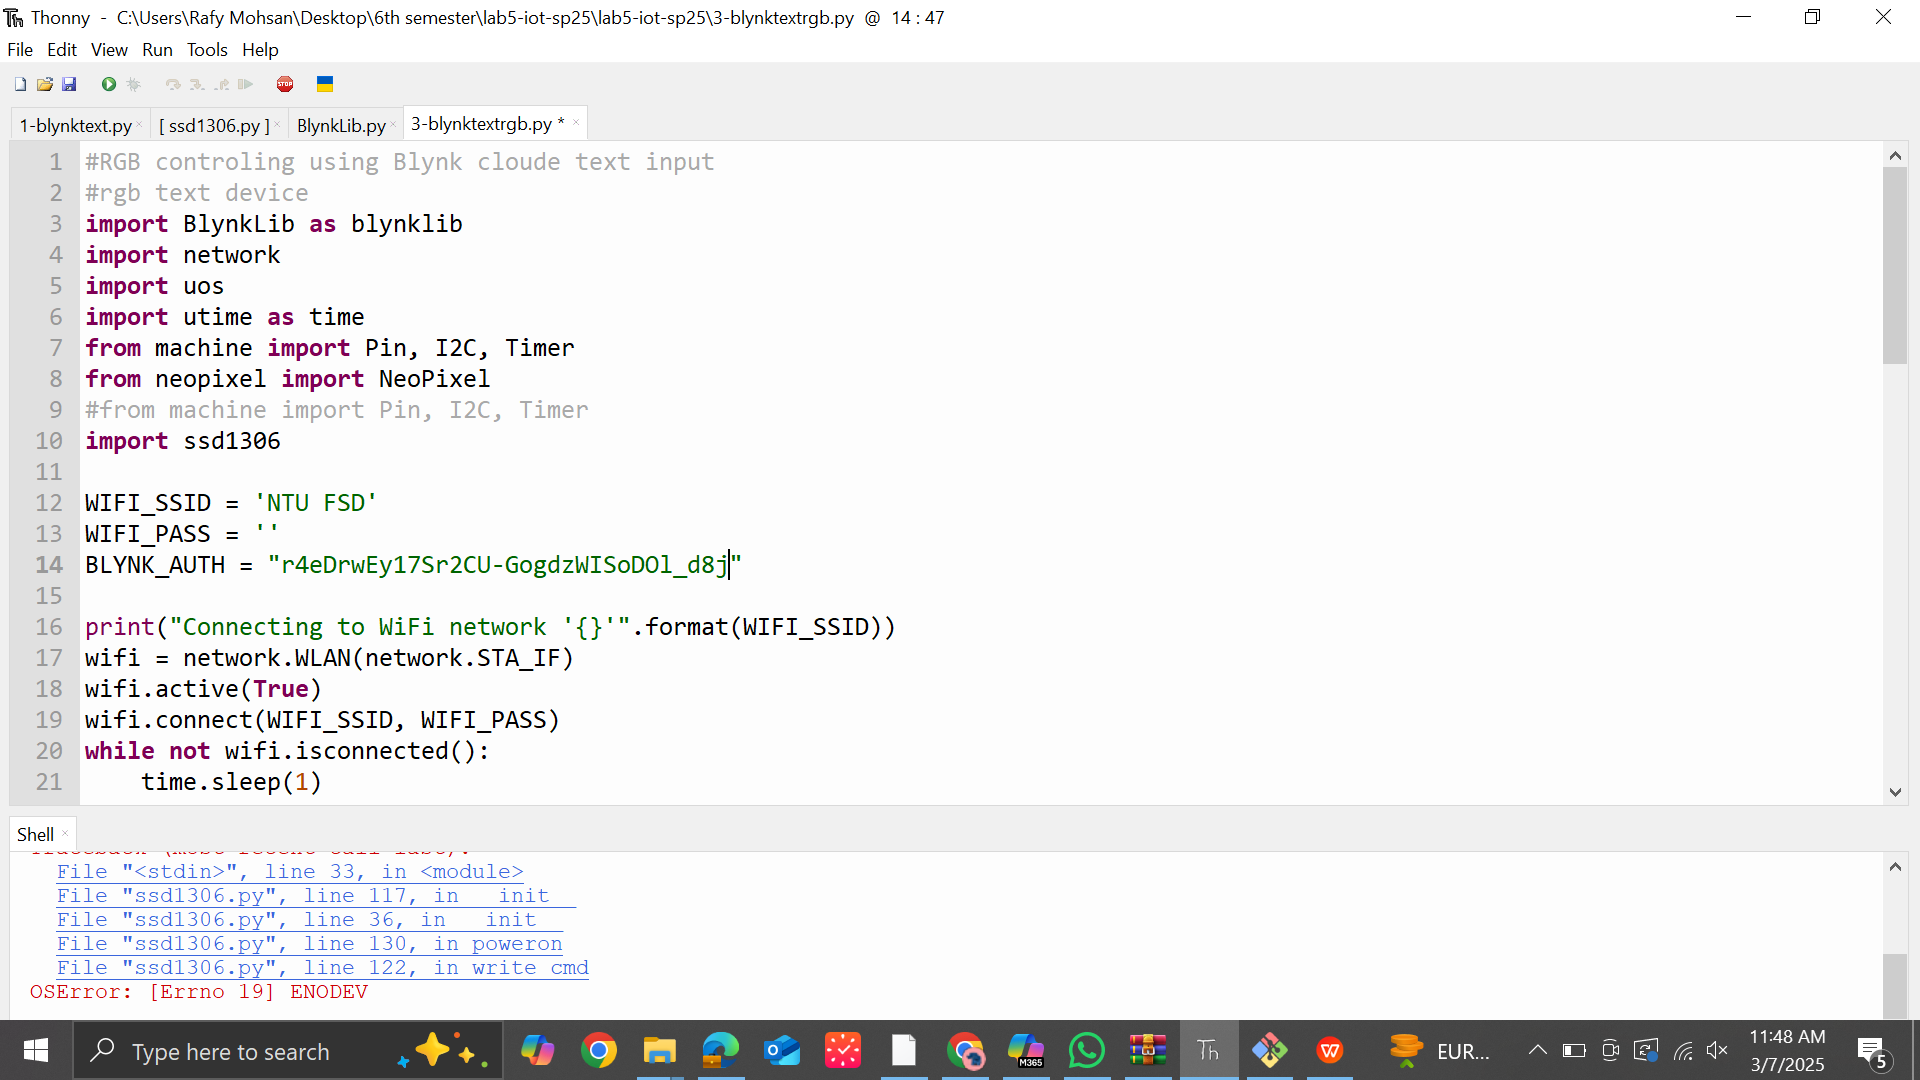 Thonny - C:\Users\Rafy Mohsan\Desktop\6th semester\lab5-iot-sp25\lab5-iot-sp25\3-blynktextrgb.py @ 14 : 47
File Edit View Run Tools Help
STOP
1-blynktext.py [ ssd1306.py ] BlynkLib.py 3-blynktextrgb.py *
1 #RGB controling using Blynk cloude text input
2 #rgb text device
3 import BlynkLib as blynklib
4 import network
5 import uos
6 import utime as time
7 from machine import Pin, I2C, Timer
8 from neopixel import NeoPixel
9 #from machine import Pin, I2C, Timer
10 import ssd1306
11
12 WIFI_SSID = 'NTU FSD'
13 WIFI_PASS = ''
14 BLYNK_AUTH = "r4eDrwEy17Sr2CU-GogdzWISoDOl_d8j"
15
16 print("Connecting to WiFi network '{}'".format(WIFI_SSID))
17 wifi = network.WLAN(network.STA_IF)
18 wifi.active(True)
19 wifi.connect(WIFI_SSID, WIFI_PASS)
20 while not wifi.isconnected():
21     time.sleep(1)
Shell
Traceback (most recent call last):
File "<stdin>", line 33, in <module>
File "ssd1306.py", line 117, in __init__
File "ssd1306.py", line 36, in __init__
File "ssd1306.py", line 130, in poweron
File "ssd1306.py", line 122, in write_cmd
OSError: [Errno 19] ENODEV
Type here to search
M365
Th
W
EUR...
11:48 AM
3/7/2025
5